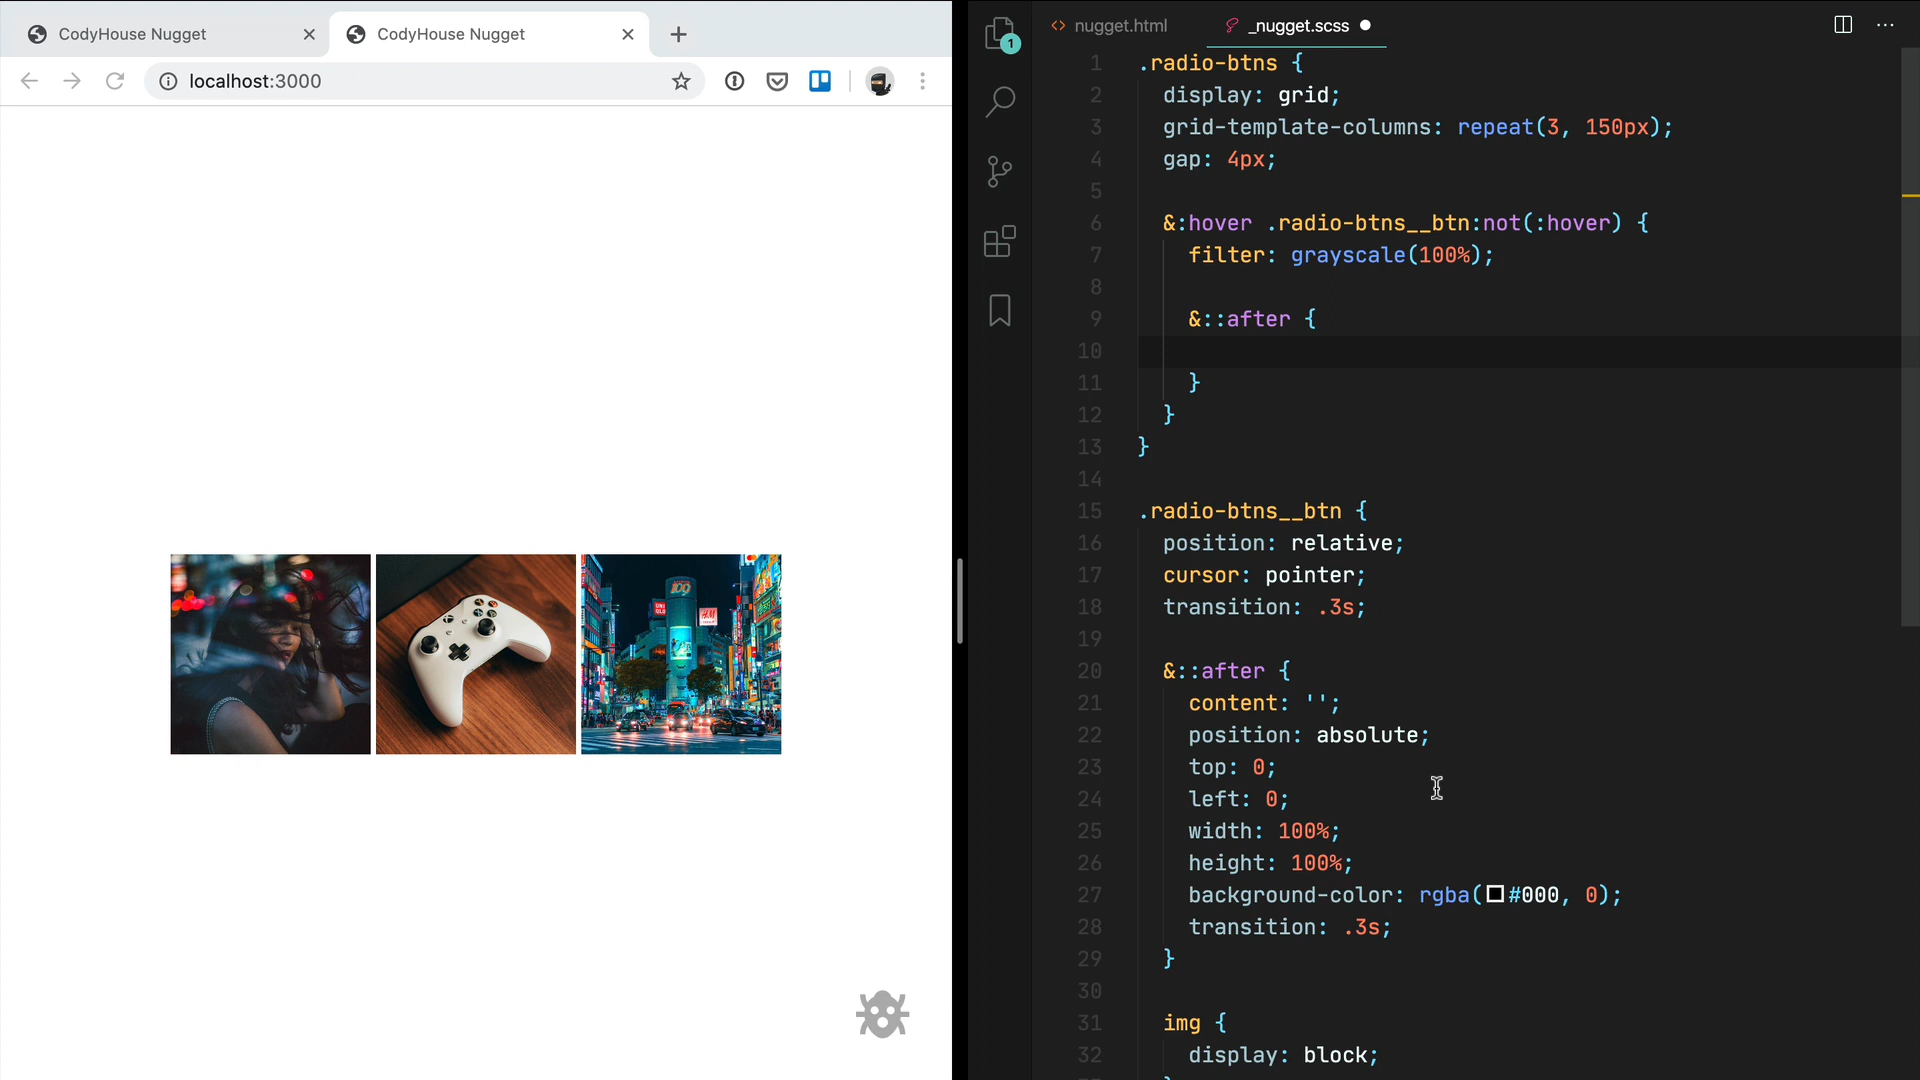 CodyHouse Nugget
CodyHouse Nugget
localhost:3000
1
nugget.html
_nugget.scss
1 .radio-btns {
2 display: grid;
3 grid-template-columns: repeat(3, 150px);
4 gap: 4px;
5
6 &:hover .radio-btns__btn:not(:hover) {
7 filter: grayscale(100%);
8
9 &::after {
10
11 }
12 }
13 }
14
15 .radio-btns__btn {
16 position: relative;
17 cursor: pointer;
18 transition: .3s;
19
20 &::after {
21 content: '';
22 position: absolute;
23 top: 0;
24 left: 0;
25 width: 100%;
26 height: 100%;
27 background-color: rgba(#000, 0);
28 transition: .3s;
29 }
30
31 img {
32 display: block;
100
UNI
QLO
H&M